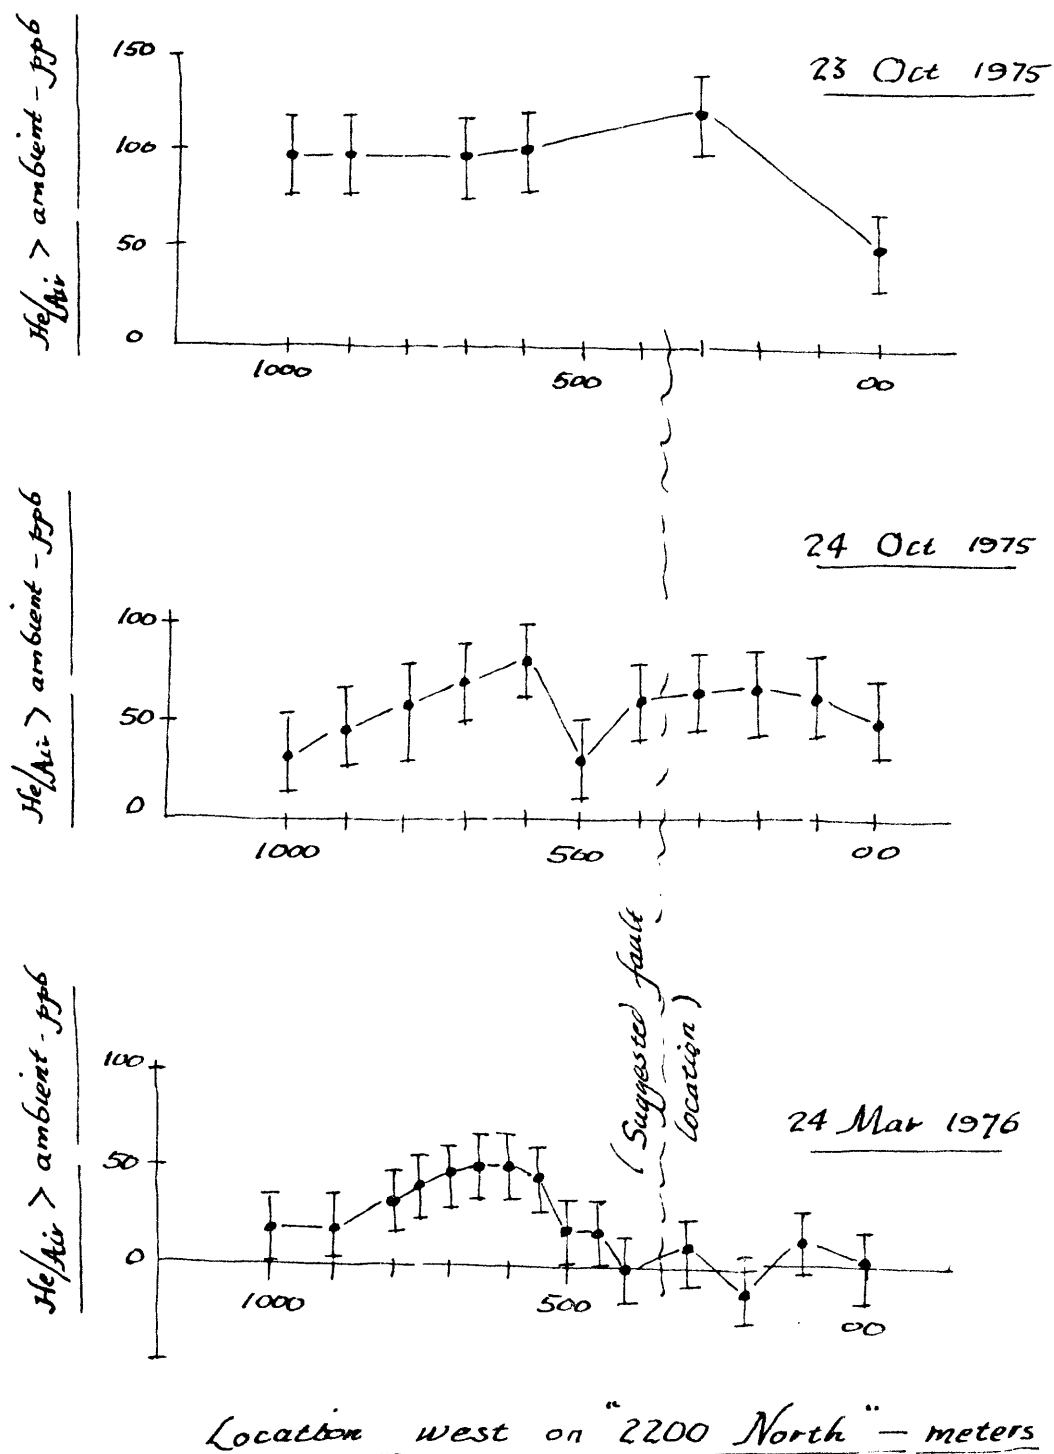 23 Oct 1975
He/Air > ambient - ppb
150
100
50
0
1000
500
00
24 Oct 1975
He/Air > ambient - ppb
100
50
0
1000
500
00
(Suggested fault
location)
24 Mar 1976
He/Air > ambient - ppb
100
50
0
1000
500
00
Location west on "2200 North" - meters